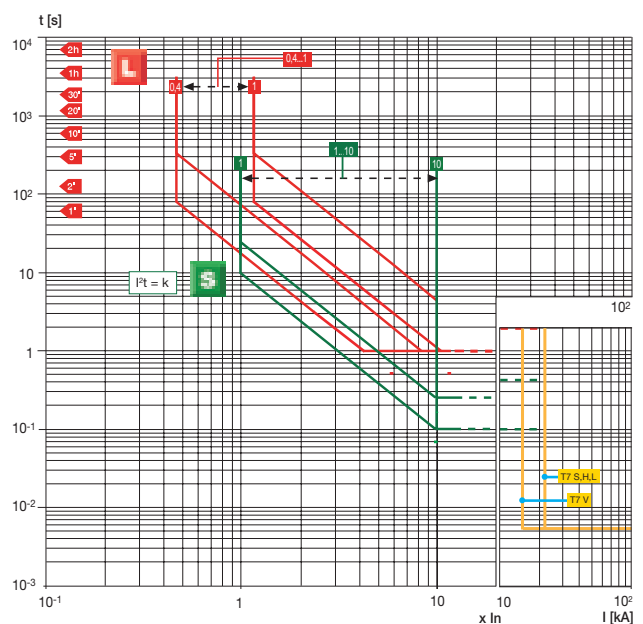 t [s]
10⁴
2h
L
0,4...1
1h
0,4
1
30'
10³
20'
10'
5'
1...10
1
10
2'
10²
1'
I²t = k
S
10
10²
1
10⁻¹
T7 S,H,L
T7 V
10⁻²
10⁻³
10⁻¹
1
10
10
10²
x In
I [kA]